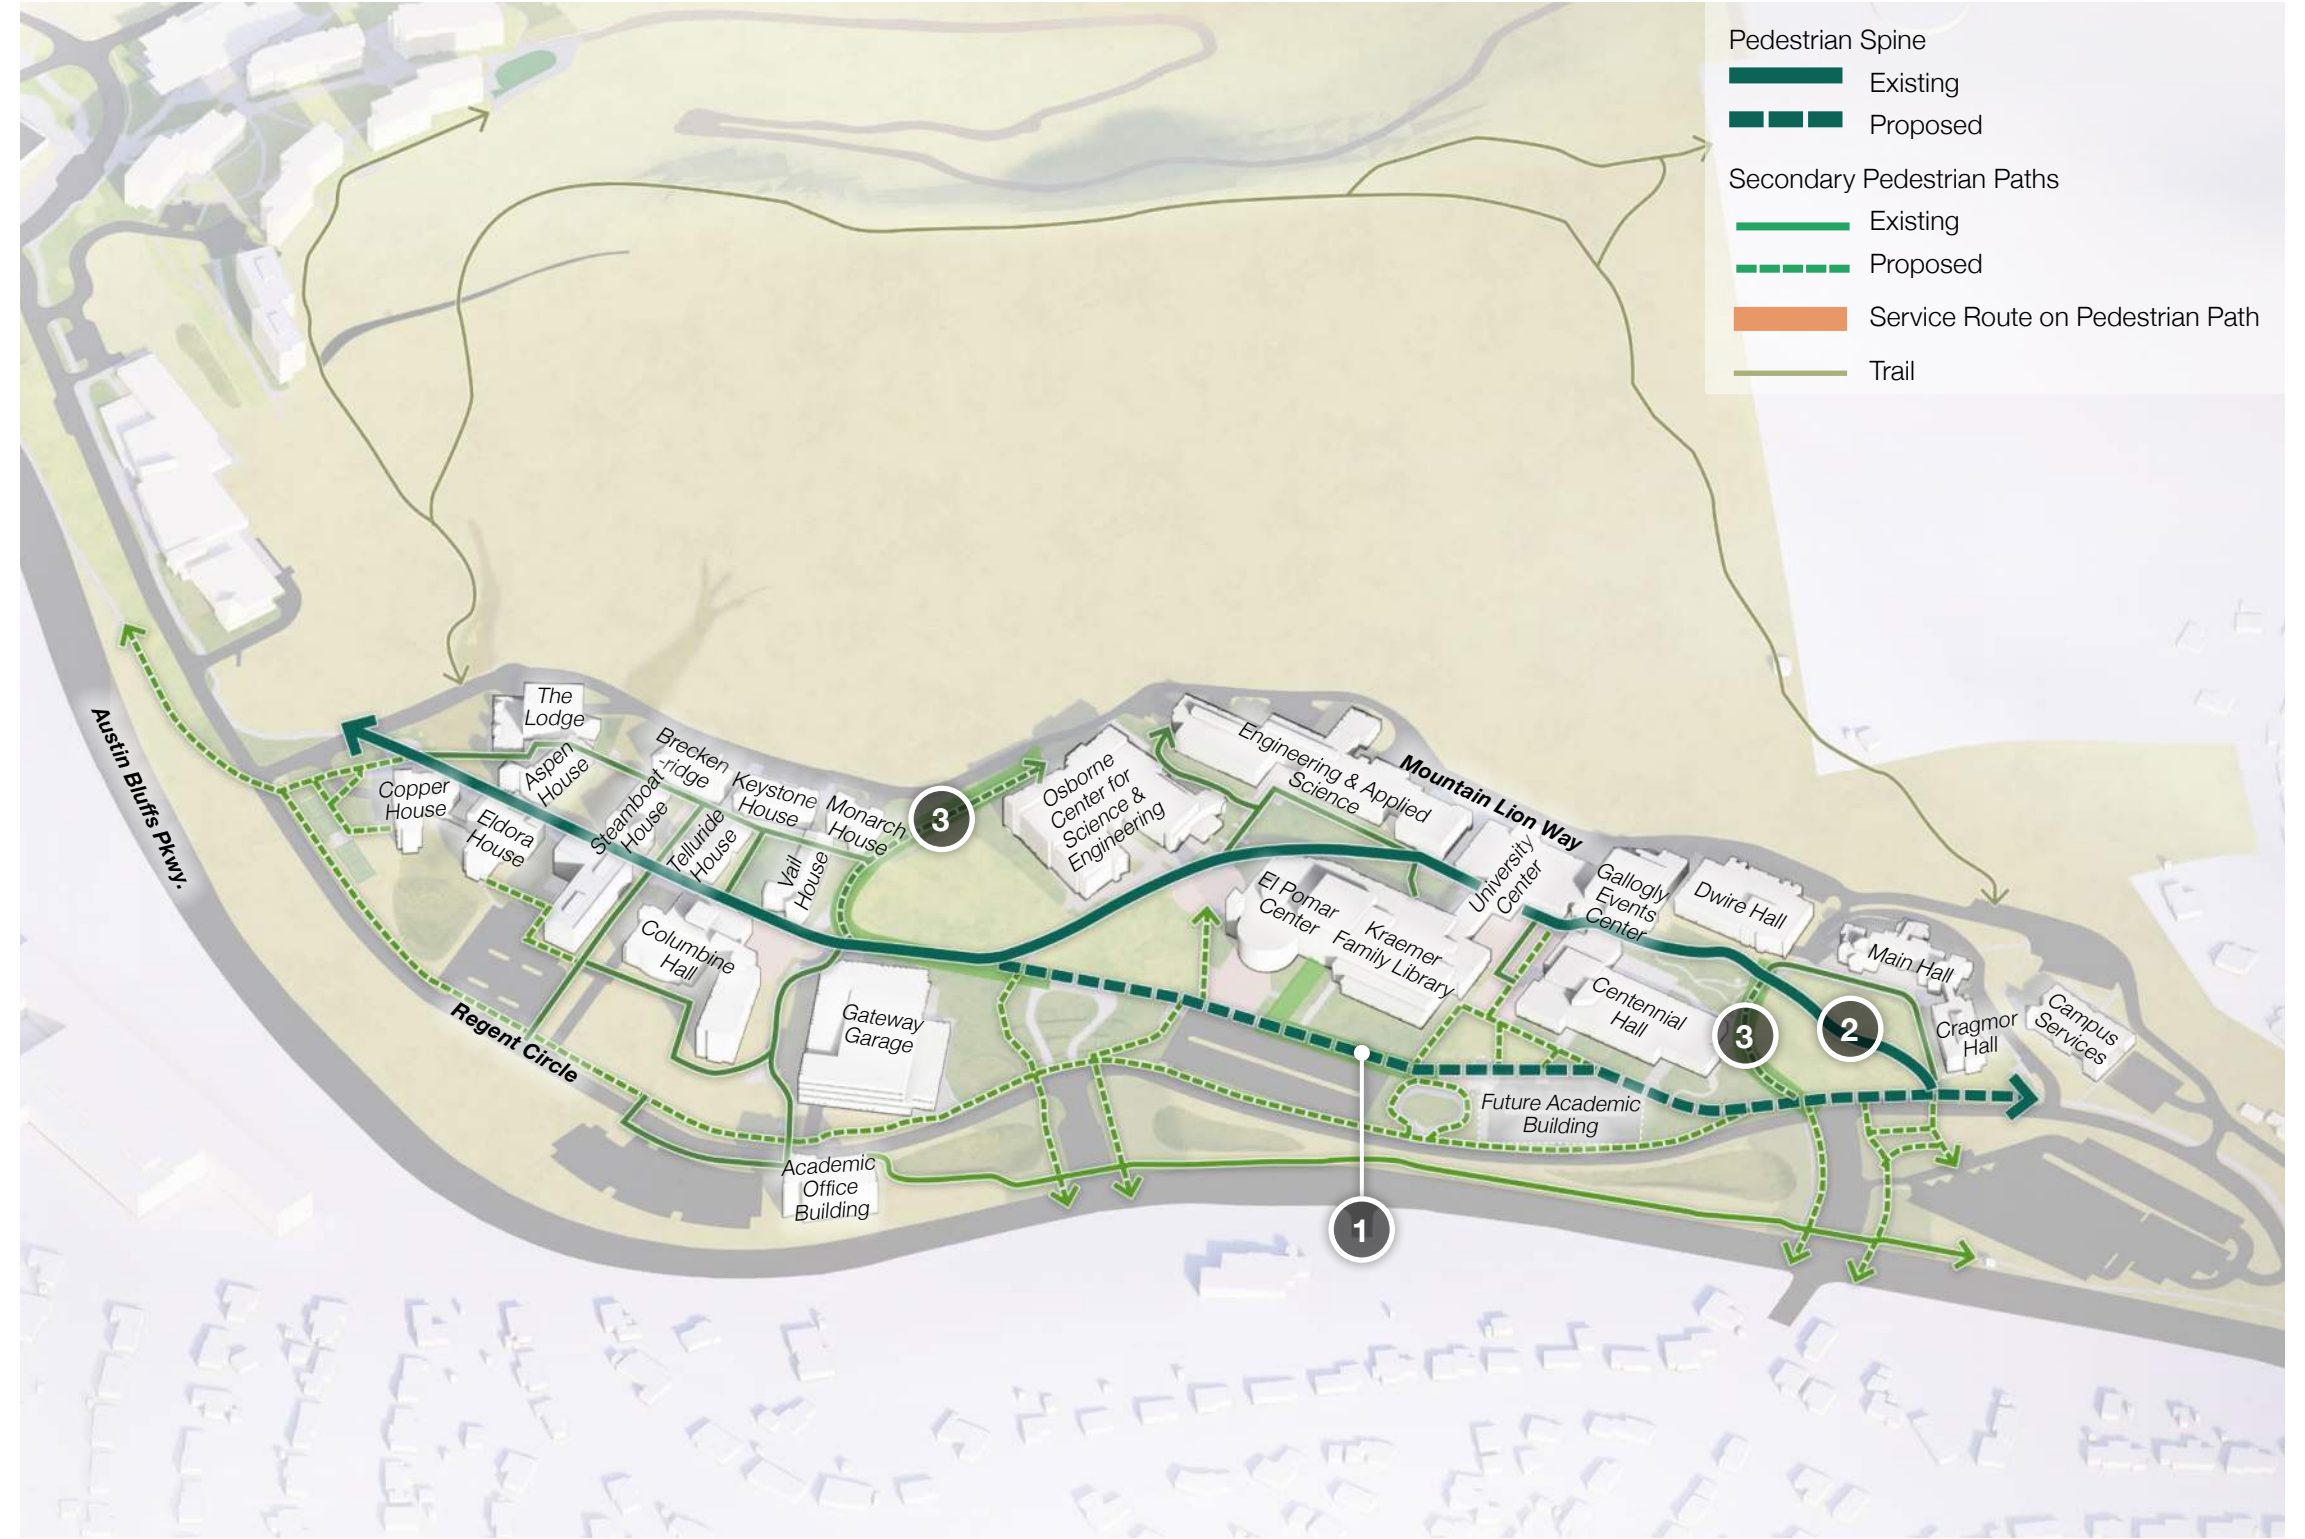 Pedestrian Spine
Existing
Proposed
Secondary Pedestrian Paths
Existing
Proposed
Service Route on Pedestrian Path
Trail
Austin Bluffs Pkwy.
The
Lodge
Aspen
House
Copper
House
Eldora
House
Steamboat
House
Brecken
-ridge
Telluride
House
Keystone
House
Vail
House
Monarch
House
3
Columbine
Hall
Gateway
Garage
Regent Circle
Academic
Office
Building
Osborne
Center for
Science &
Engineering
Engineering & Applied
Science
Mountain Lion Way
University
Center
El Pomar
Center
Kraemer
Family Library
Gallogly
Events
Center
Dwire Hall
Main Hall
Centennial
Hall
3
2
Cragmor
Hall
Campus
Services
Future Academic
Building
1